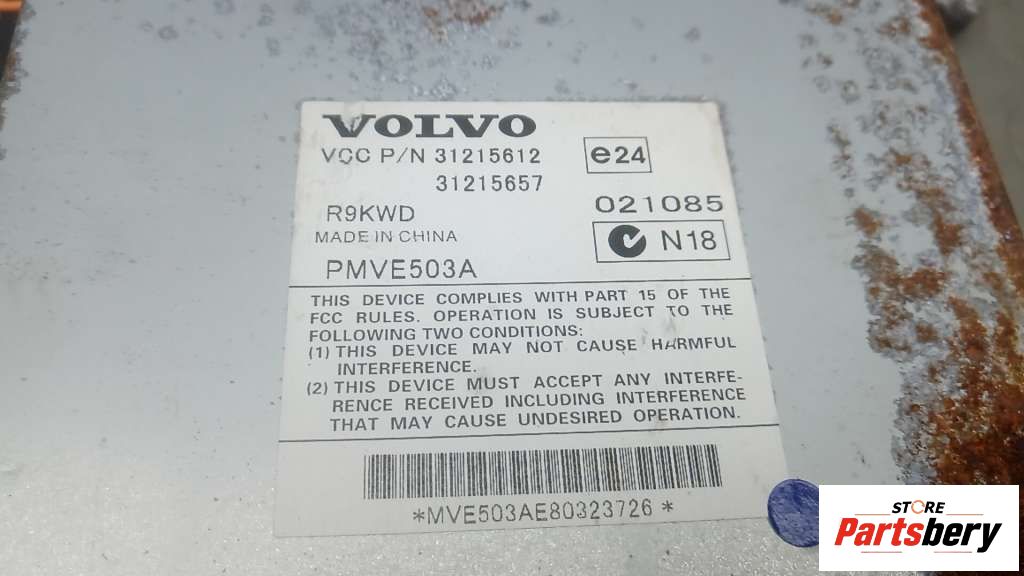 VOLVO
VCC P/N 31215612
e24
31215657
R9KWD
021085
MADE IN CHINA
N18
PMVE503A
THIS DEVICE COMPLIES WITH PART 15 OF THE
FCC RULES. OPERATION IS SUBJECT TO THE
FOLLOWING TWO CONDITIONS:
(1) THIS DEVICE MAY NOT CAUSE HARMFUL
INTERFERENCE.
(2) THIS DEVICE MUST ACCEPT ANY INTERFE-
RENCE RECEIVED INCLUDING INTERFERENCE
THAT MAY CAUSE UNDESIRED OPERATION.
*MVE503AE80323726*
STORE
Partsbery